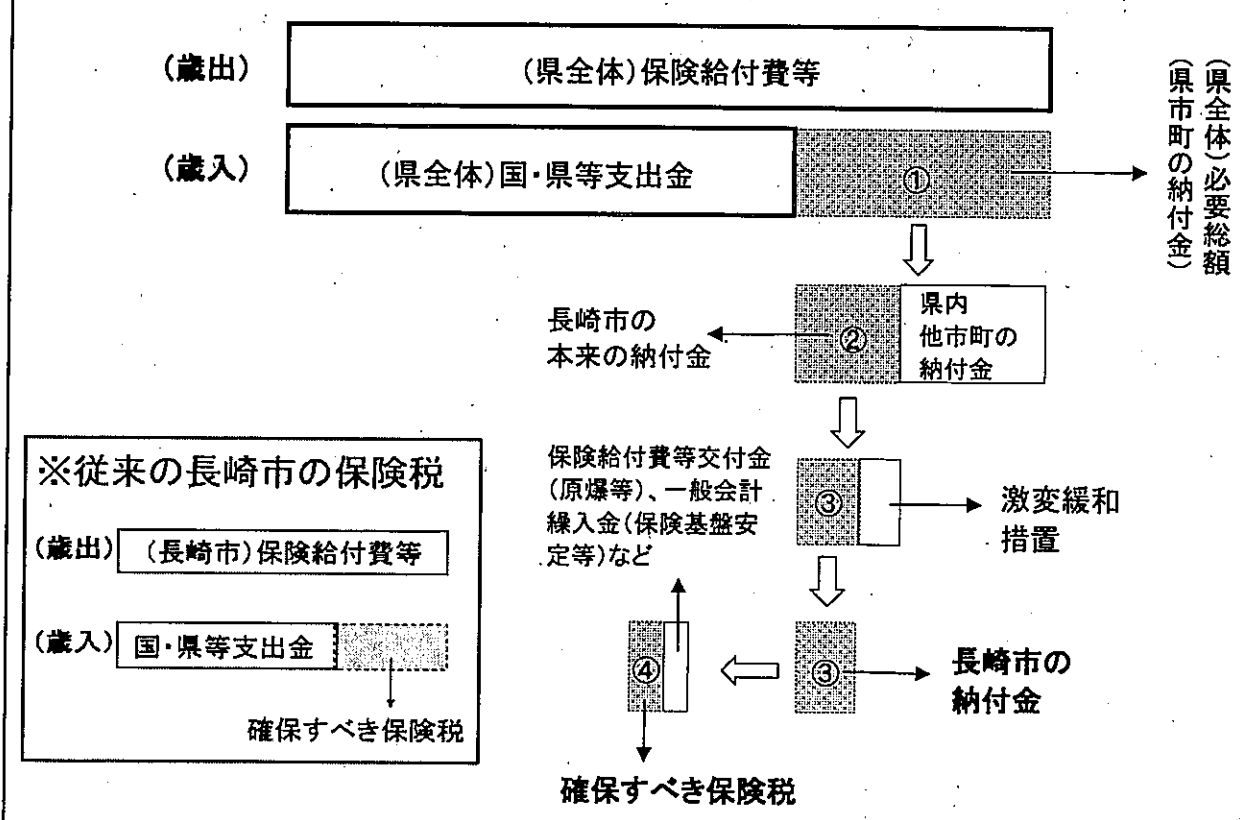 (歳出)
(県全体)保険給付費等
(歳入)
(県全体)国・県等支出金
①
(県全体)必要総額
(県市町の納付金)
長崎市の
本来の納付金
②
県内
他市町の
納付金
保険給付費等交付金
(原爆等)、一般会計
繰入金(保険基盤安
定等)など
③
激変緩和
措置
④
③
長崎市の
納付金
確保すべき保険税
※従来の長崎市の保険税
(歳出)
(長崎市)保険給付費等
(歳入)
国・県等支出金
確保すべき保険税